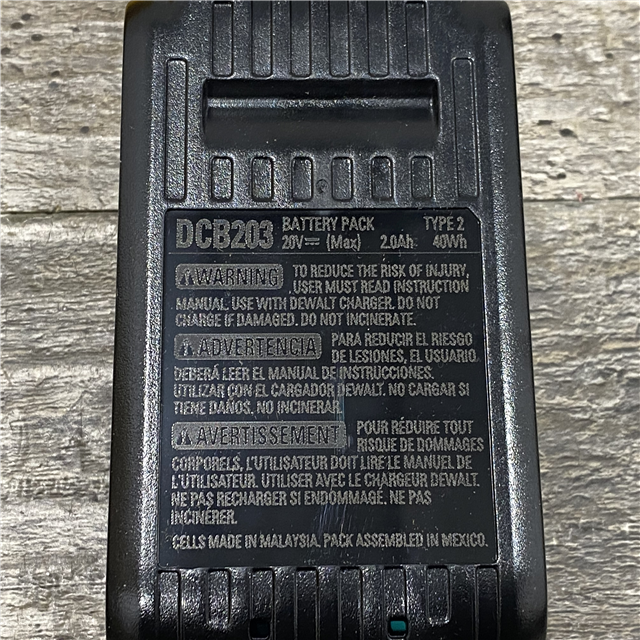 DCB203 BATTERY PACK TYPE 2
20V⎓ (Max) 2.0Ah 40Wh
⚠WARNING TO REDUCE THE RISK OF INJURY,
USER MUST READ INSTRUCTION
MANUAL. USE WITH DEWALT CHARGER. DO NOT
CHARGE IF DAMAGED. DO NOT INCINERATE.
⚠ADVERTENCIA PARA REDUCIR EL RIESGO
DE LESIONES, EL USUARIO
DEBERÁ LEER EL MANUAL DE INSTRUCCIONES.
UTILIZAR CON EL CARGADOR DEWALT. NO CARGAR SI
TIENE DAÑOS. NO INCINERAR.
⚠AVERTISSEMENT POUR RÉDUIRE TOUT
RISQUE DE DOMMAGES
CORPORELS, L'UTILISATEUR DOIT LIRE LE MANUEL DE
L'UTILISATEUR. UTILISER AVEC LE CHARGEUR DEWALT.
NE PAS RECHARGER SI ENDOMMAGÉ. NE PAS
INCINÉRER.
CELLS MADE IN MALAYSIA. PACK ASSEMBLED IN MEXICO.